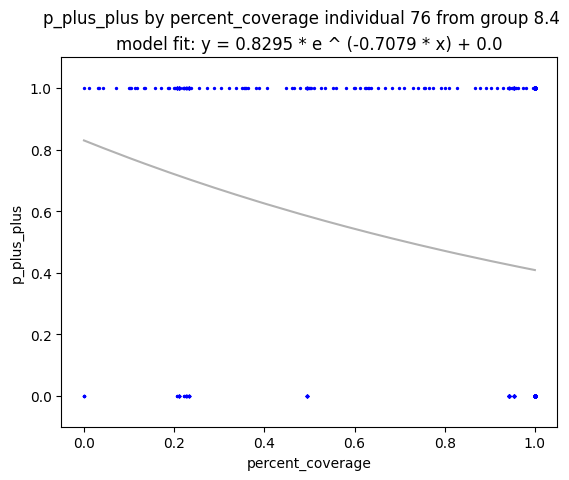 p_plus_plus by percent_coverage individual 76 from group 8.4
model fit: y = 0.8295 * e ^ (-0.7079 * x) + 0.0
1.0
0.8
0.6
0.4
0.2
0.0
p_plus_plus
0.0 0.2 0.4 0.6 0.8 1.0
percent_coverage